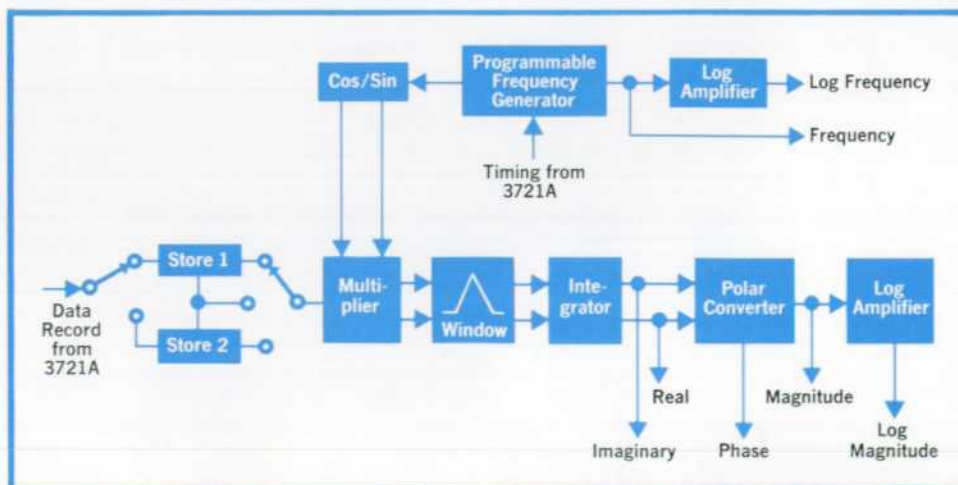 Cos/Sin
Programmable
Frequency
Generator
Log
Amplifier
Log Frequency
Frequency
Timing from
3721A
Data
Record
from
3721A
Store 1
Store 2
Multi-
plier
Window
Inte-
grator
Polar
Converter
Log
Amplifier
Real
Magnitude
Imaginary
Phase
Log
Magnitude